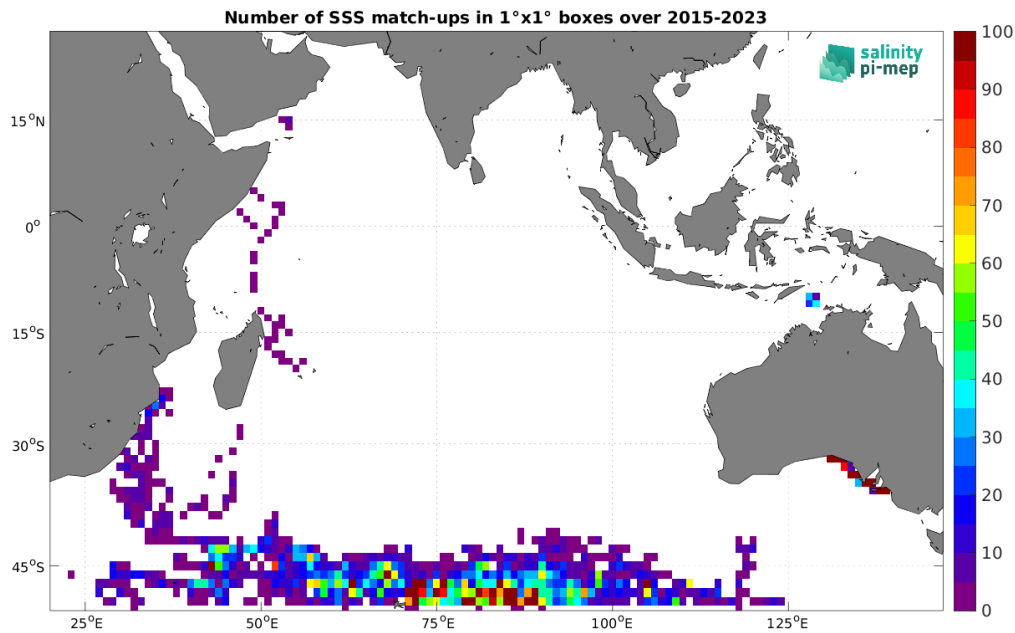 Number of SSS match-ups in 1°x1° boxes over 2015-2023
salinity
pi-mep
15°N
0°
15°S
30°S
45°S
25°E
50°E
75°E
100°E
125°E
100
90
80
70
60
50
40
30
20
10
0